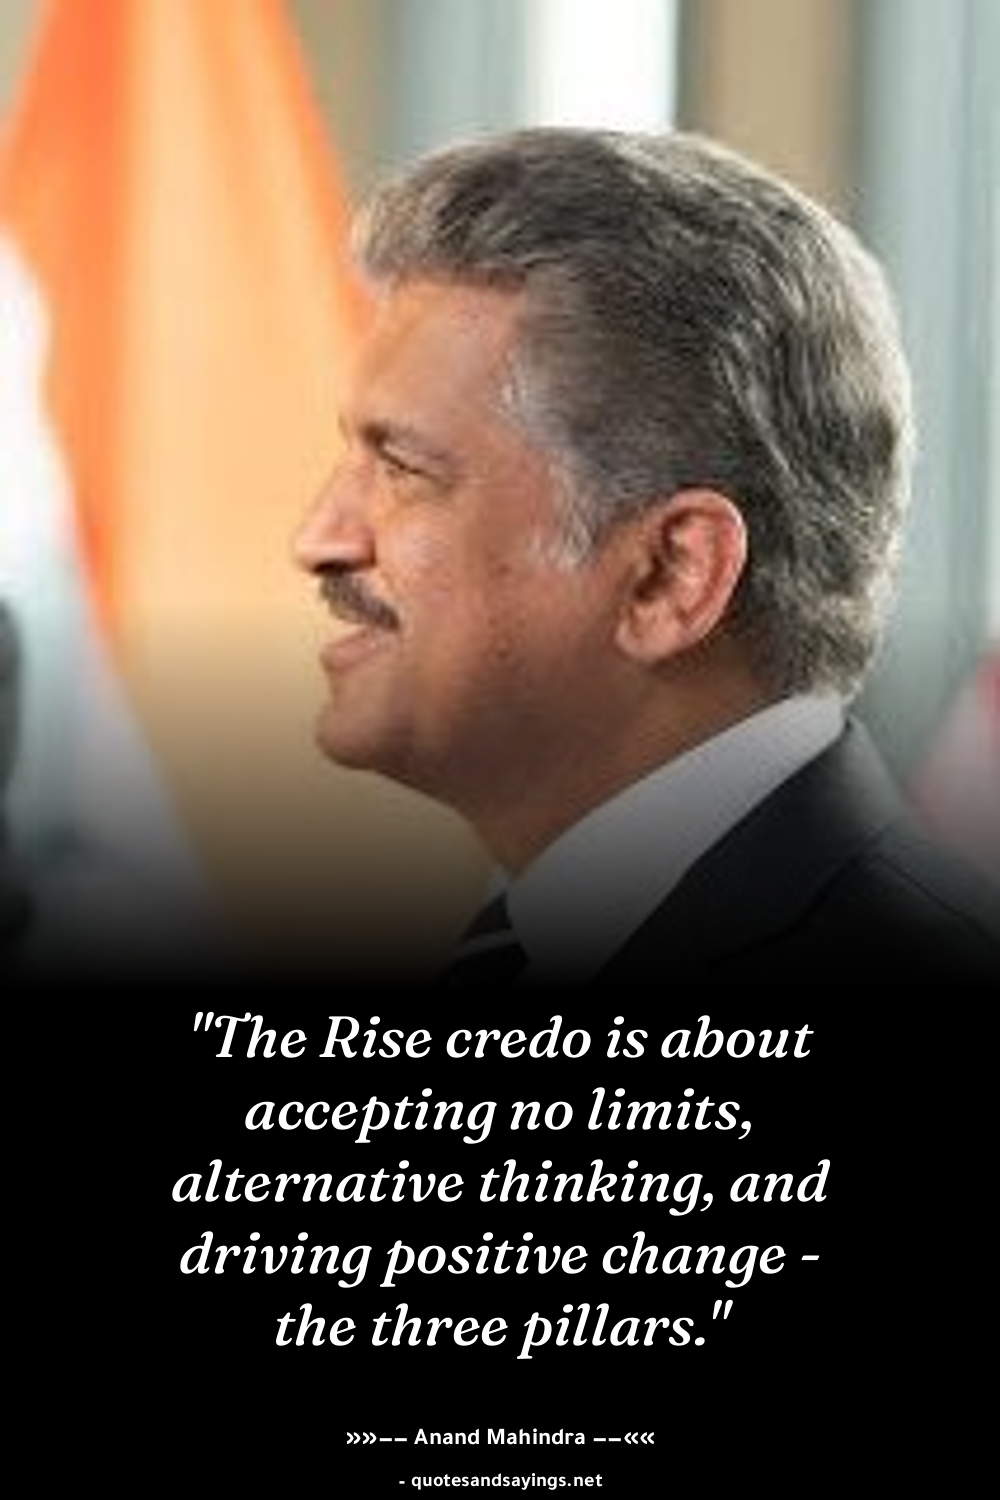 "The Rise credo is about
accepting no limits,
alternative thinking, and
driving positive change -
the three pillars."
»»–– Anand Mahindra ––««
- quotesandsayings.net